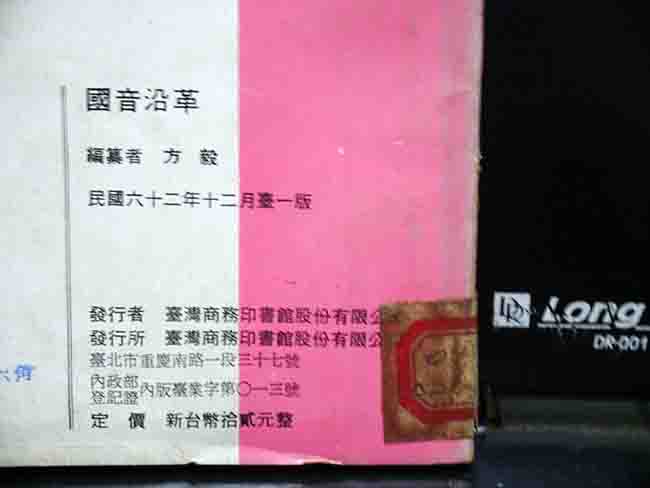 國音沿革
編纂者 方 毅
民國六十二年十二月臺一版
發行者 臺灣商務印書館股份有限公
發行所 臺灣商務印書館股份有限公
臺北市重慶南路一段三十七號
內政部
登記證 內版臺業字第〇一三號
定 價 新台幣拾貳元整
Long
DR-001